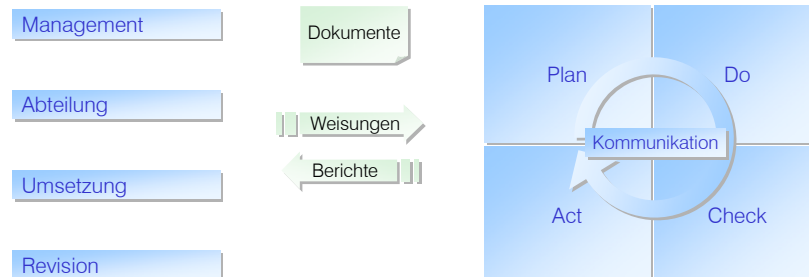 Management
Abteilung
Umsetzung
Revision
Dokumente
Weisungen
Berichte
Plan
Do
Kommunikation
Act
Check